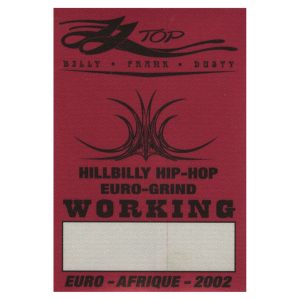 ZZ TOP
BILLY • FRANK • DUSTY
HILLBILLY HIP-HOP
EURO-GRIND
WORKING
EURO - AFRIQUE - 2002